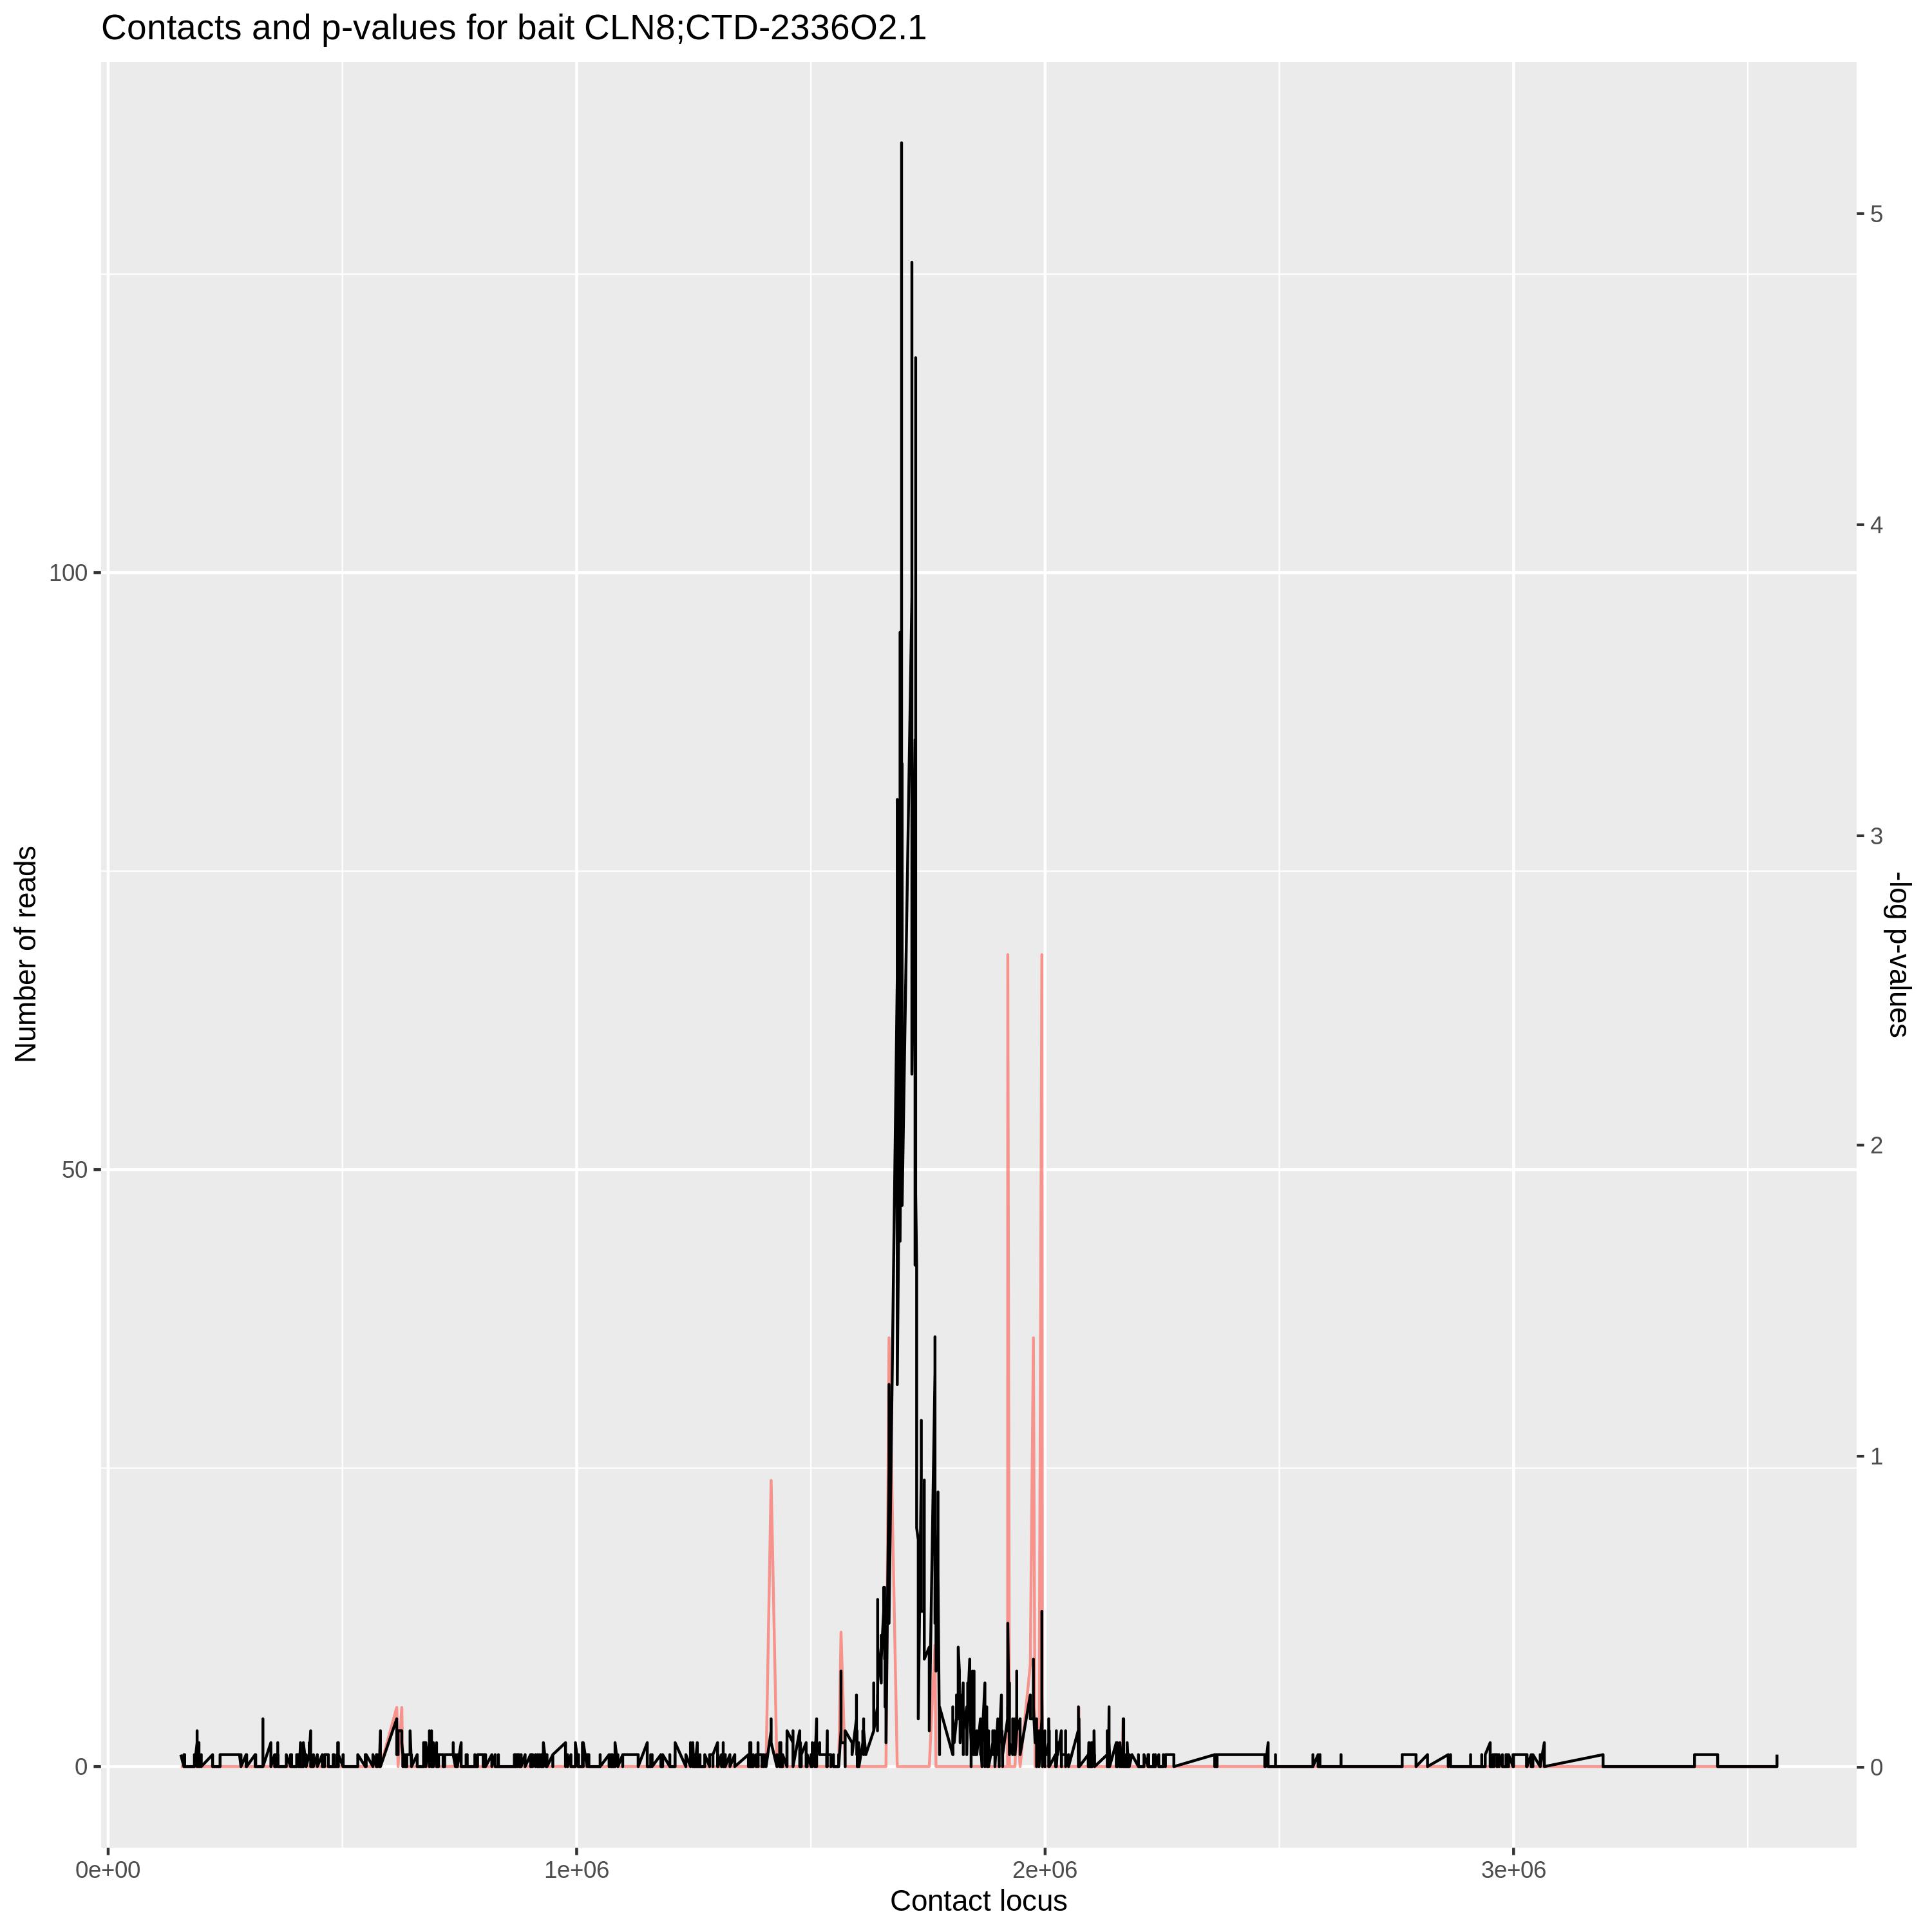 Contacts and p-values for bait CLN8;CTD-2336O2.1
Number of reads
100
50
0
5
4
3
2
1
0
-log p-values
0e+00
1e+06
2e+06
3e+06
Contact locus